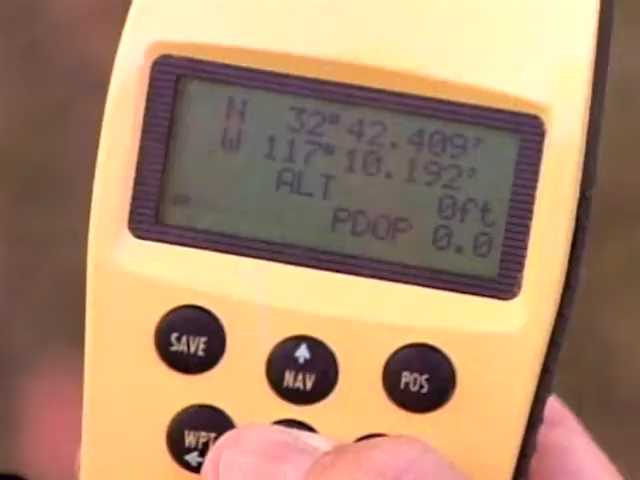 N 32° 42.409'
W 117° 10.192'
ALT 0ft
PDOP 0.0
SAVE
NAV
POS
WPT